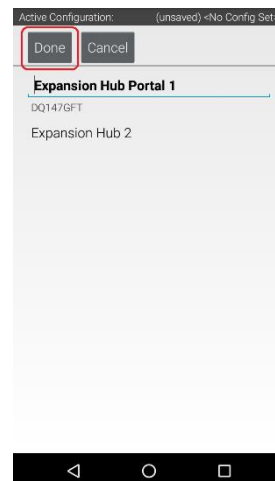 Active Configuration: (unsaved) <No Config Set
Done Cancel
Expansion Hub Portal 1
DQ147GFT
Expansion Hub 2